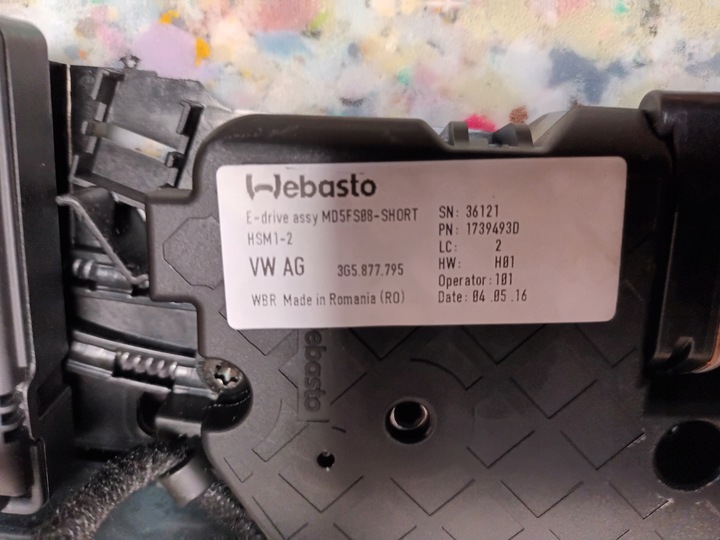 Webasto
E-drive assy MD5FS08-SHORT
HSM1-2
VW AG 3G5.877.795
WBR Made in Romania (RO)
SN: 36121
PN: 1739493D
LC: 2
HW: H01
Operator: 101
Date: 04.05.16
Webasto